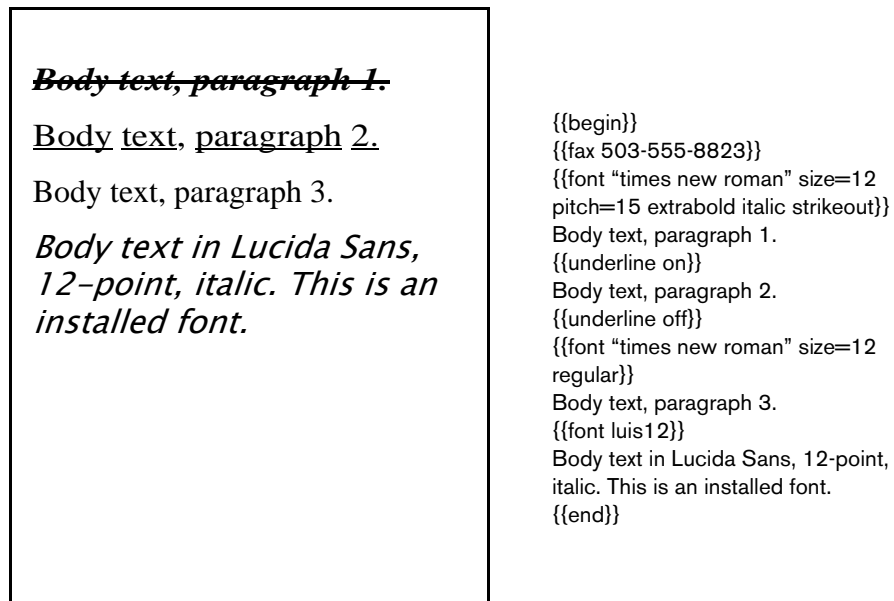 Body text, paragraph 1.
Body text, paragraph 2.
Body text, paragraph 3.
Body text in Lucida Sans,
12-point, italic. This is an
installed font.
{{begin}}
{{fax 503-555-8823}}
{{font “times new roman” size=12
pitch=15 extrabold italic strikeout}}
Body text, paragraph 1.
{{underline on}}
Body text, paragraph 2.
{{underline off}}
{{font “times new roman” size=12
regular}}
Body text, paragraph 3.
{{font luis12}}
Body text in Lucida Sans, 12-point,
italic. This is an installed font.
{{end}}